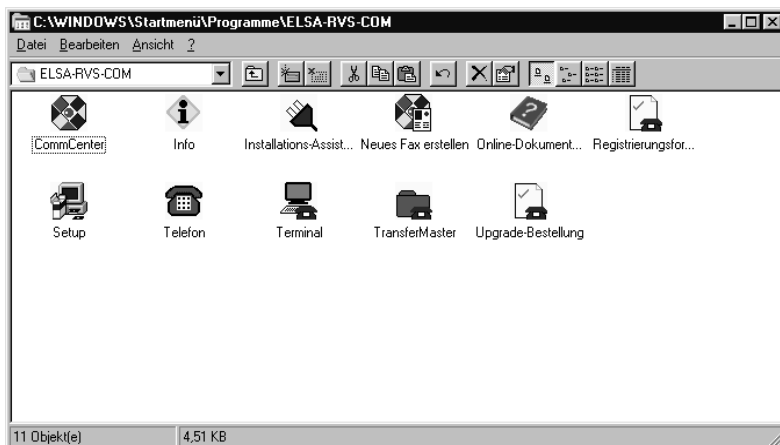 C:\WINDOWS\Startmenü\Programme\ELSA-RVS-COM
Datei Bearbeiten Ansicht ?
ELSA-RVS-COM
CommCenter Info Installations-Assist... Neues Fax erstellen Online-Dokument... Registrierungsfor...
Setup Telefon Terminal TransferMaster Upgrade-Bestellung
11 Objekt(e) 4,51 KB